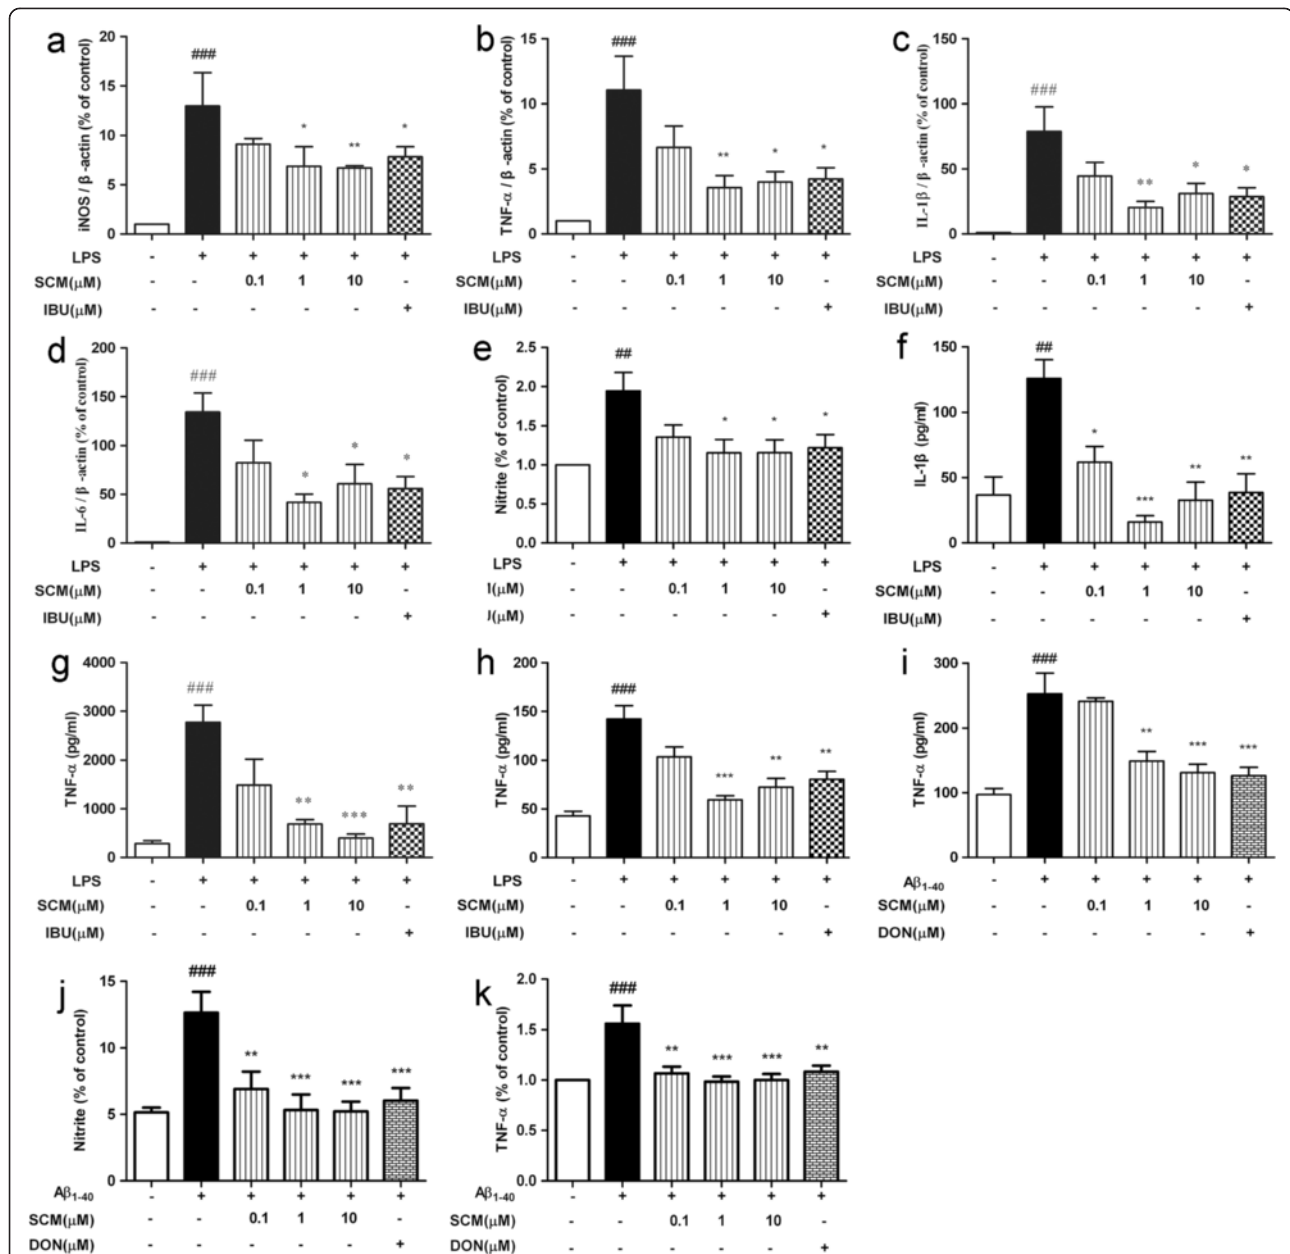 a
iNOS / β -actin (% of control)
20
15
10
5
0
###
*
**
*
LPS - + + + + +
SCM(μM) - - 0.1 1 10 -
IBU(μM) - - - - - +
b
TNF-α / β -actin (% of control)
15
10
5
0
###
**
*
*
LPS - + + + + +
SCM(μM) - - 0.1 1 10 -
IBU(μM) - - - - - +
c
IL-1β / β -actin (% of control)
150
100
50
0
###
**
*
*
LPS - + + + + +
SCM(μM) - - 0.1 1 10 -
IBU(μM) - - - - - +
d
IL-6 / β -actin (% of control)
200
150
100
50
0
###
*
*
*
LPS - + + + + +
SCM(μM) - - 0.1 1 10 -
IBU(μM) - - - - - +
e
Nitrite (% of control)
2.5
2.0
1.5
1.0
0.5
0.0
##
*
*
*
LPS - + + + + +
(μM) - - 0.1 1 10 -
(μM) - - - - - +
f
IL-1β (pg/ml)
150
100
50
0
##
*
***
**
**
LPS - + + + + +
SCM(μM) - - 0.1 1 10 -
IBU(μM) - - - - - +
g
TNF-α (pg/ml)
4000
3000
2000
1000
0
###
**
***
**
LPS - + + + + +
SCM(μM) - - 0.1 1 10 -
IBU(μM) - - - - - +
h
TNF-α (pg/ml)
200
150
100
50
0
###
***
**
**
LPS - + + + + +
SCM(μM) - - 0.1 1 10 -
IBU(μM) - - - - - +
i
TNF-α (pg/ml)
300
200
100
0
###
**
***
***
Aβ1-40 - + + + + +
SCM(μM) - - 0.1 1 10 -
DON(μM) - - - - - +
j
Nitrite (% of control)
15
10
5
0
###
**
***
***
***
Aβ1-40 - + + + + +
SCM(μM) - - 0.1 1 10 -
DON(μM) - - - - - +
k
TNF-α (% of control)
2.0
1.5
1.0
0.5
0.0
###
**
***
***
**
Aβ1-40 - + + + + +
SCM(μM) - - 0.1 1 10 -
DON(μM) - - - - - +